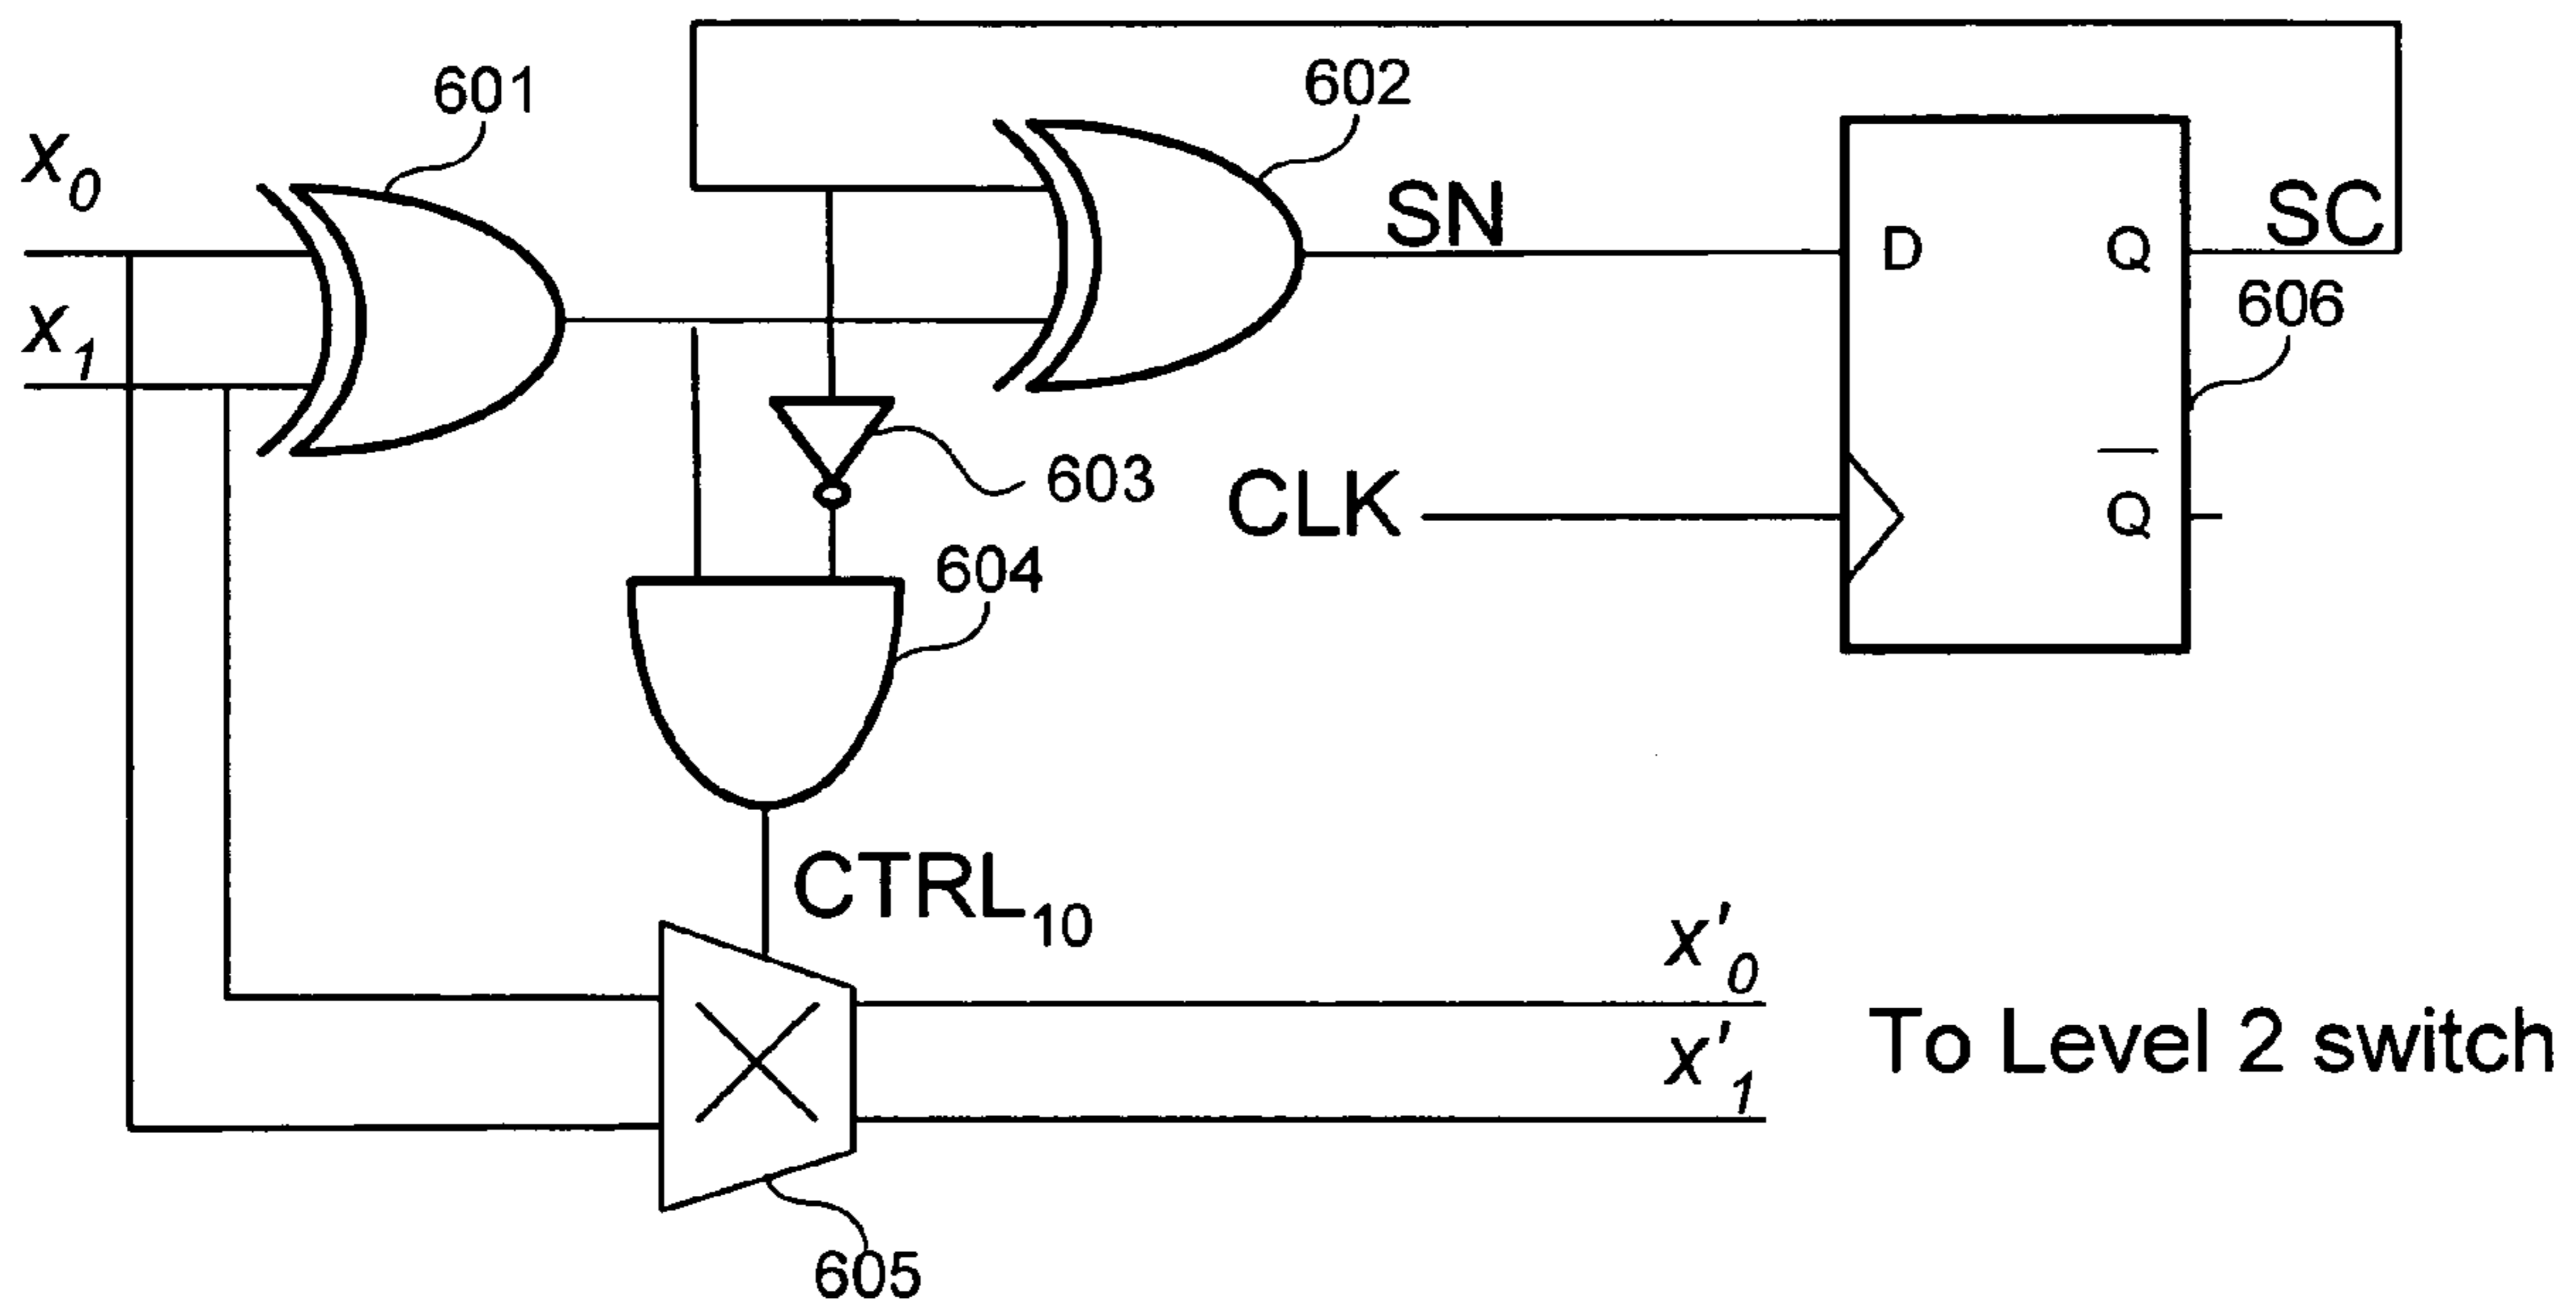 601
602
x₀
SN
D
Q
SC
x₁
606
603
CLK
Q̅
604
CTRL₁₀
x'₀
x'₁
To Level 2 switch
605